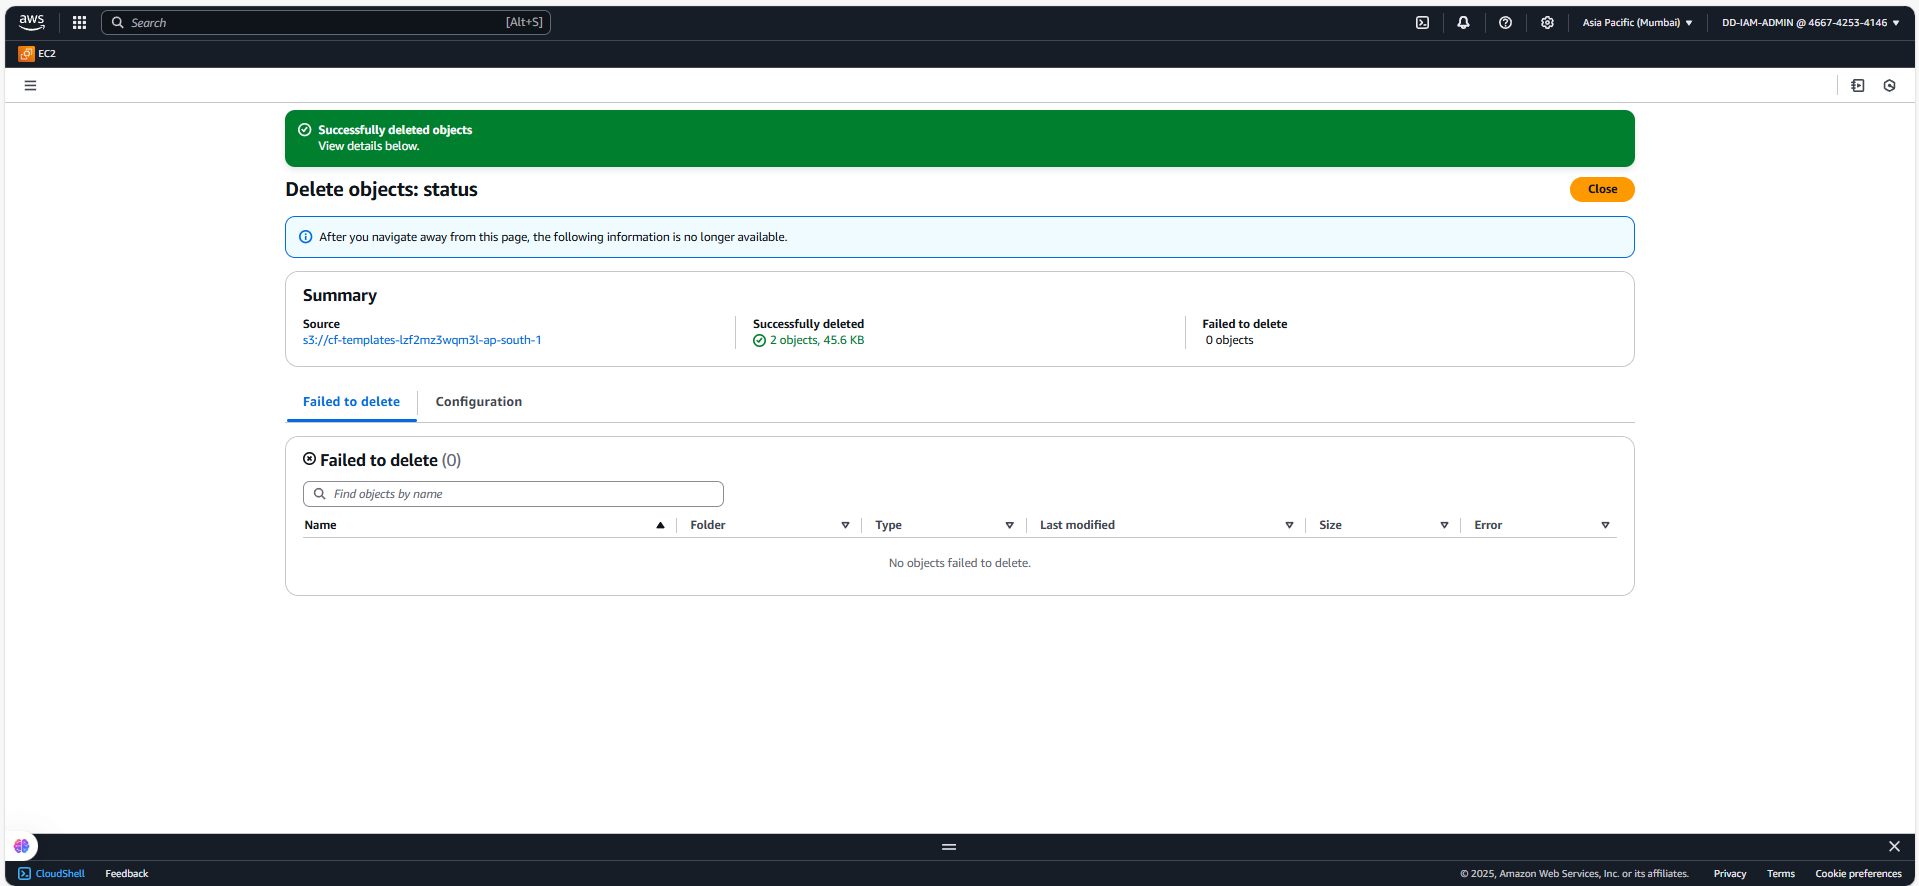 aws
Search [Alt+S]
Asia Pacific (Mumbai)
DD-IAM-ADMIN @ 4667-4253-4146
EC2
Successfully deleted objects
View details below.
Delete objects: status
Close
After you navigate away from this page, the following information is no longer available.
Summary
Source
s3://cf-templates-lzf2mz3wqm3l-ap-south-1
Successfully deleted
2 objects, 45.6 KB
Failed to delete
0 objects
Failed to delete
Configuration
Failed to delete (0)
Find objects by name
Name Folder Type Last modified Size Error
No objects failed to delete.
CloudShell Feedback © 2025, Amazon Web Services, Inc. or its affiliates. Privacy Terms Cookie preferences